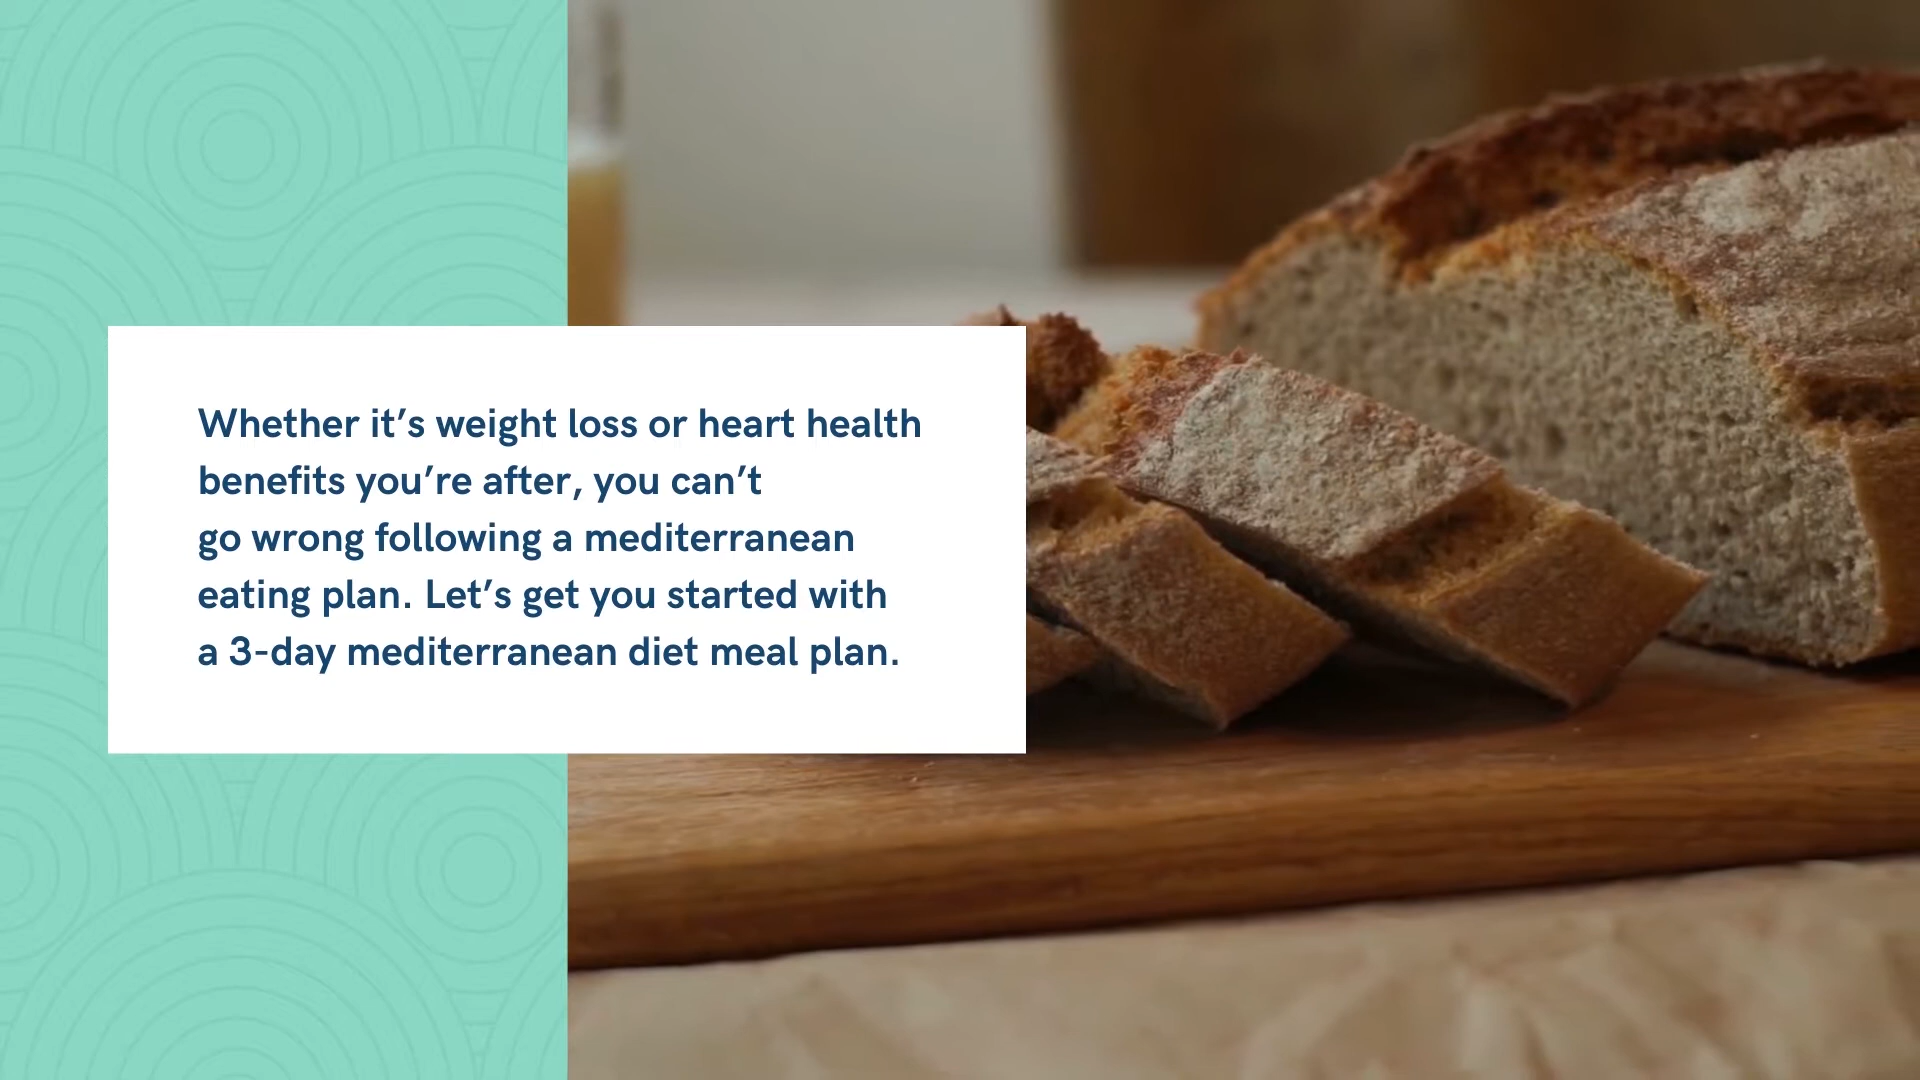 Whether it’s weight loss or heart health
benefits you’re after, you can’t
go wrong following a mediterranean
eating plan. Let’s get you started with
a 3-day mediterranean diet meal plan.